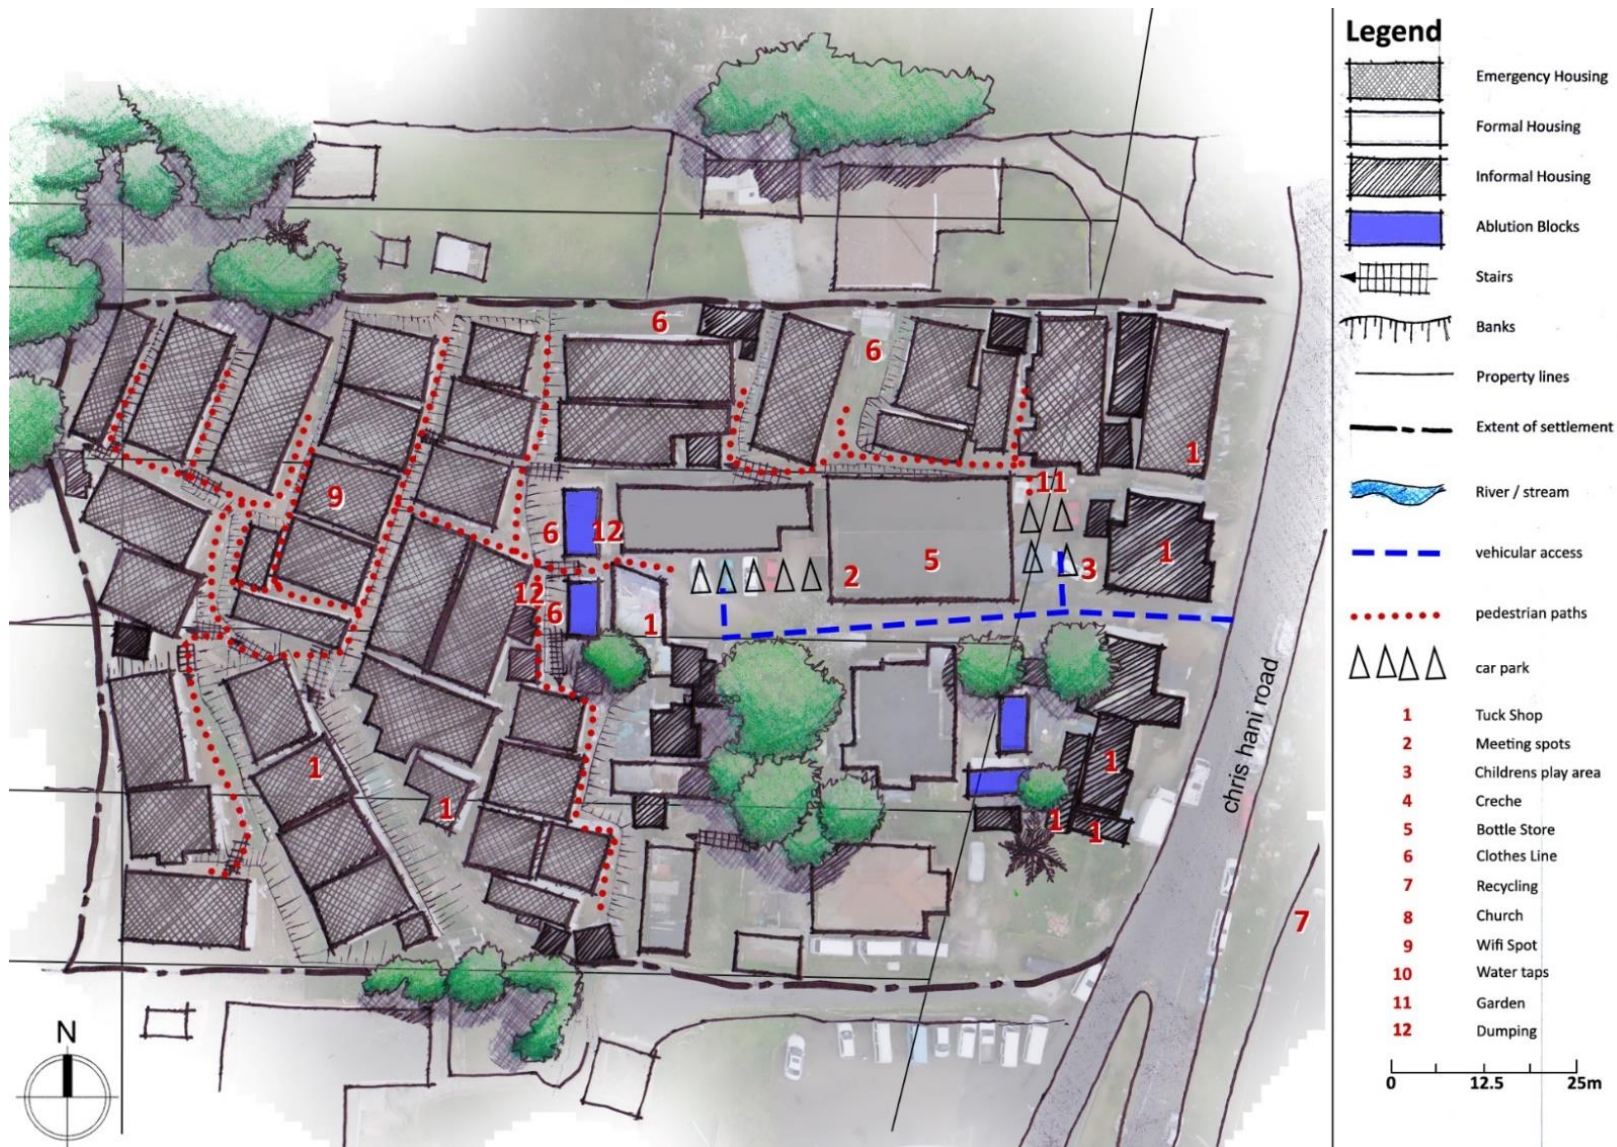 Legend
Emergency Housing
Formal Housing
Informal Housing
Ablution Blocks
Stairs
Banks
Property lines
Extent of settlement
River / stream
vehicular access
pedestrian paths
car park
1 Tuck Shop
2 Meeting spots
3 Childrens play area
4 Creche
5 Bottle Store
6 Clothes Line
7 Recycling
8 Church
9 Wifi Spot
10 Water taps
11 Garden
12 Dumping
0 12.5 25m
6
6
1
9
11
6
12
5
1
2
3
12
6
1
chris hani road
1
1
1
1
1
7
N